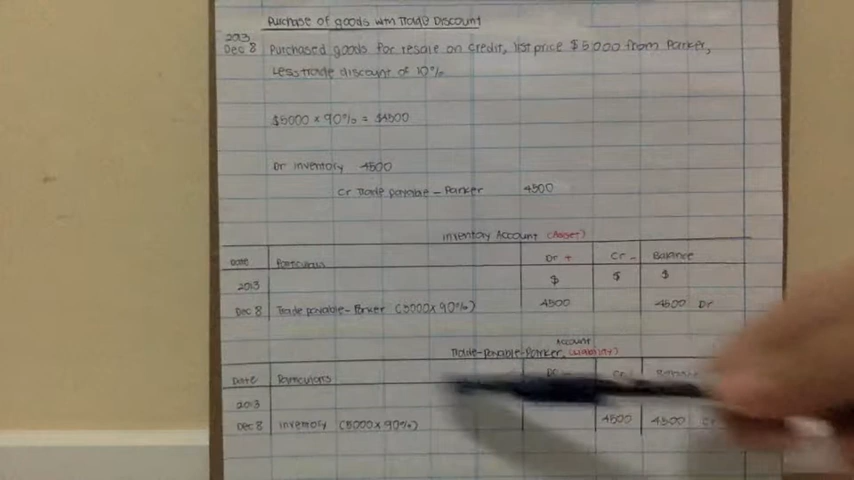 Purchase of goods with Trade Discount
2013
Dec 8 Purchased goods for resale on credit, list price $5000 from Parker,
Less trade discount of 10%
$5000 x 90% = $4500
Dr Inventory 4500
Cr Trade payable - Parker 4500
Inventory Account (Asset)
Date Particulars Dr + Cr - Balance
2013 $ $ $
Dec 8 Trade payable - Parker (5000 x 90%) 4500 4500 Dr
Account
Trade-payable-Parker (Liability)
Date Particulars Dr - Cr
2013
Dec 8 Inventory (5000 x 90%) 4500 4500 Cr